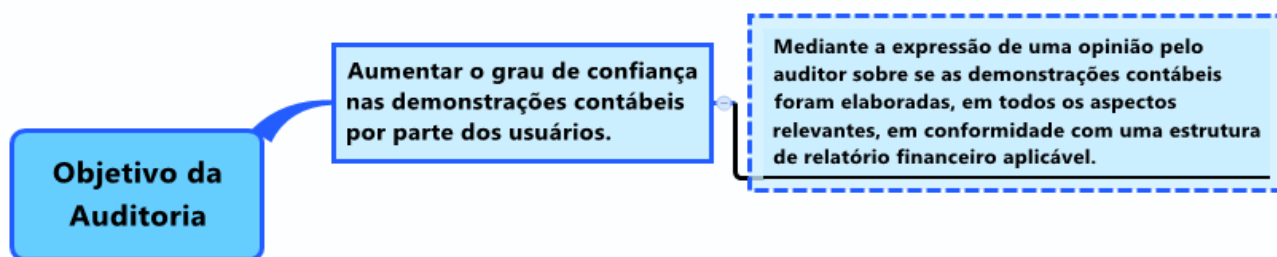 Objetivo da
Auditoria
Aumentar o grau de confiança
nas demonstrações contábeis
por parte dos usuários.
Mediante a expressão de uma opinião pelo
auditor sobre se as demonstrações contábeis
foram elaboradas, em todos os aspectos
relevantes, em conformidade com uma estrutura
de relatório financeiro aplicável.